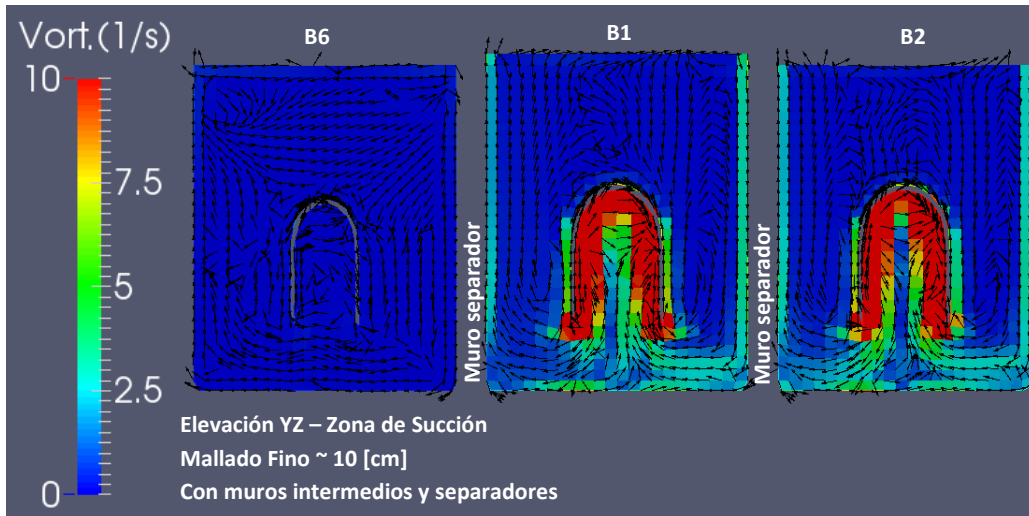 Vort.(1/s)
10
7.5
5
2.5
0
B6
B1
B2
Muro separador
Muro separador
Elevación YZ – Zona de Succión
Mallado Fino ~ 10 [cm]
Con muros intermedios y separadores